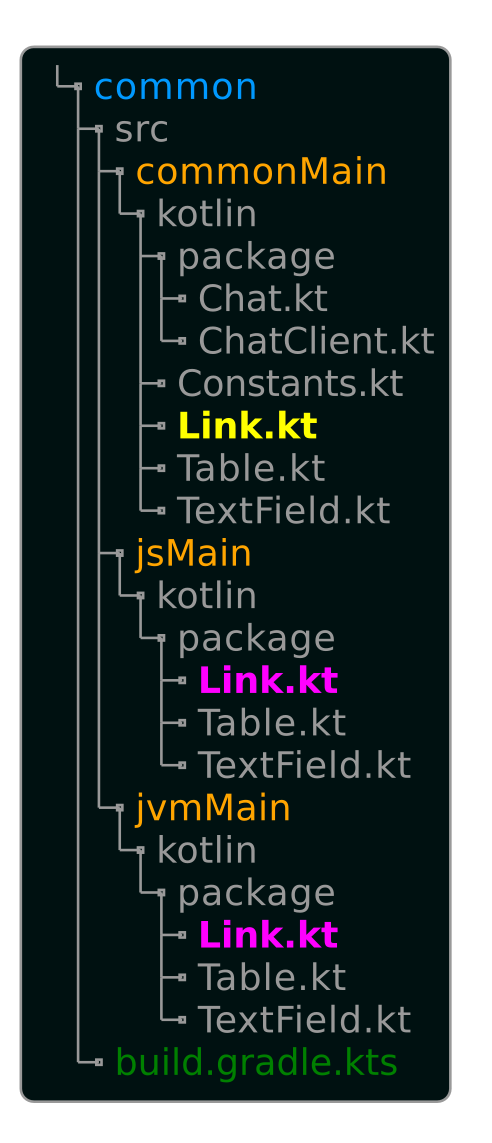 common
src
commonMain
kotlin
package
Chat.kt
ChatClient.kt
Constants.kt
Link.kt
Table.kt
TextField.kt
jsMain
kotlin
package
Link.kt
Table.kt
TextField.kt
jvmMain
kotlin
package
Link.kt
Table.kt
TextField.kt
build.gradle.kts